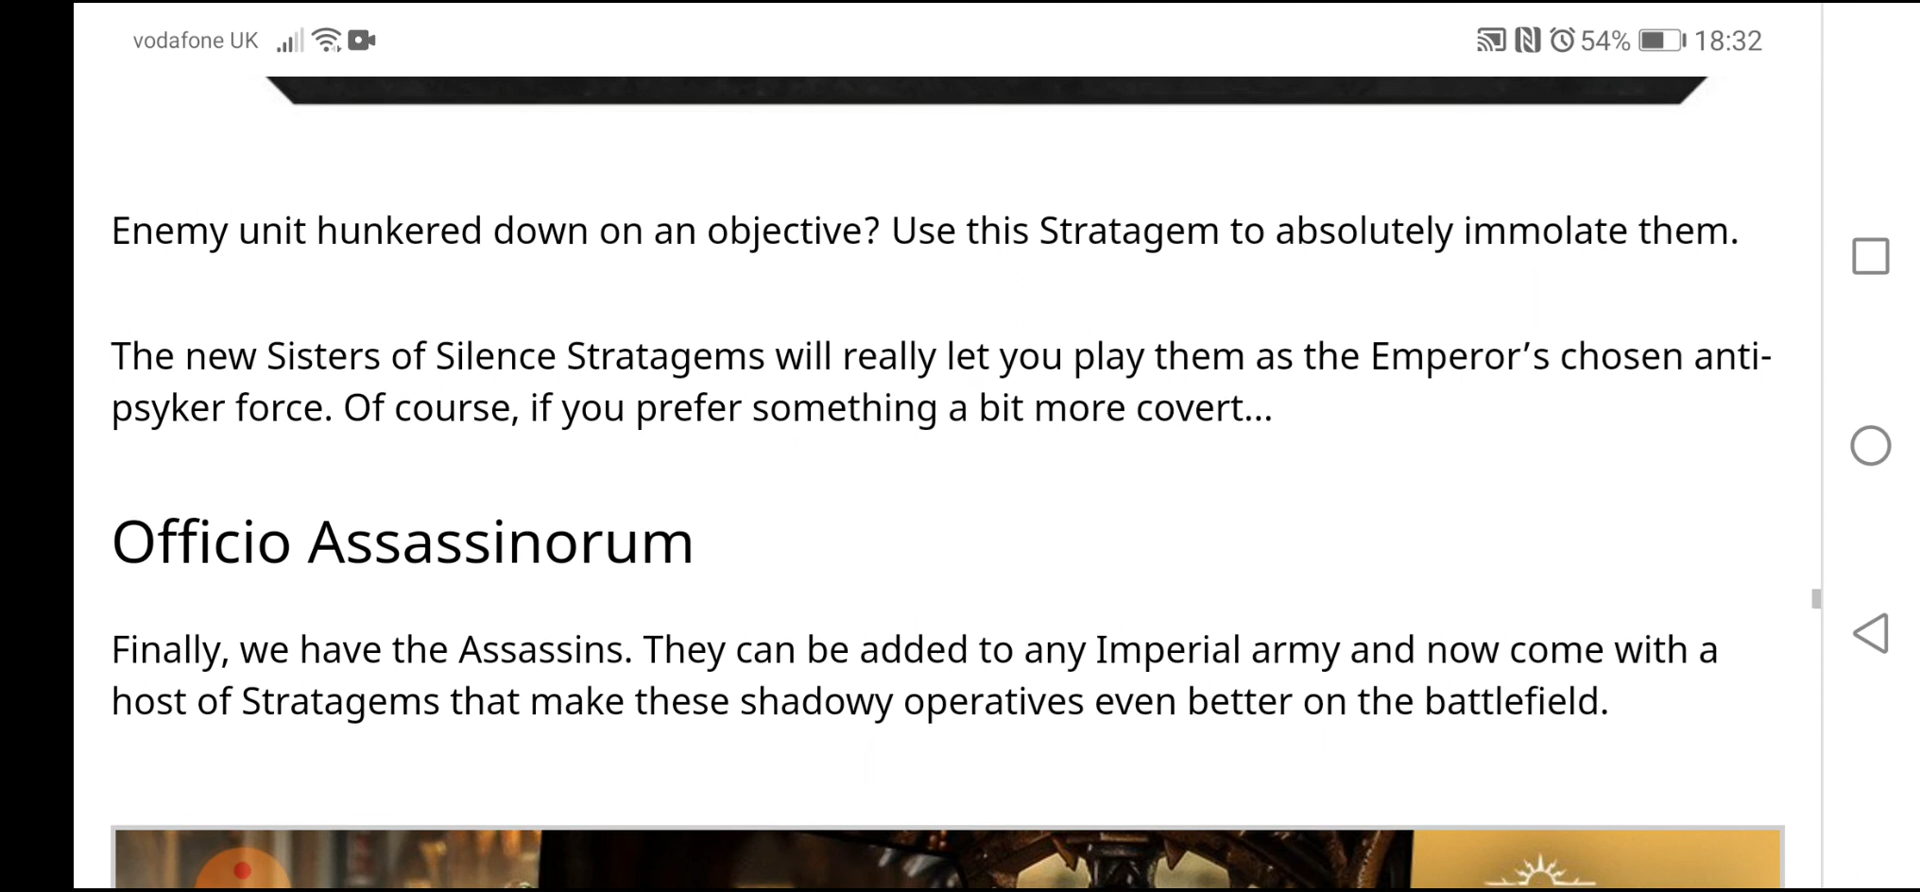 vodafone UK 54% 18:32
Enemy unit hunkered down on an objective? Use this Stratagem to absolutely immolate them.
The new Sisters of Silence Stratagems will really let you play them as the Emperor’s chosen anti-
psyker force. Of course, if you prefer something a bit more covert…
Officio Assassinorum
Finally, we have the Assassins. They can be added to any Imperial army and now come with a
host of Stratagems that make these shadowy operatives even better on the battlefield.